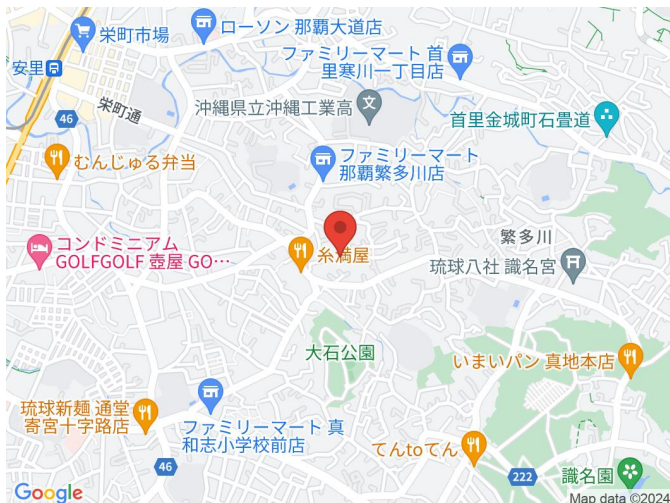 栄町市場
ローソン 那覇大道店
ファミリーマート 首
里寒川一丁目店
安里
栄町通
46
沖縄県立沖縄工業高
首里金城町石畳道
むんじゅる弁当
ファミリーマート
那覇繁多川店
コンドミニアム
GOLFGOLF 壺屋 GO…
糸満屋
繁多川
琉球八社 識名宮
大石公園
いまいパン 真地本店
琉球新麺 通堂
寄宮十字路店
ファミリーマート 真
和志小学校前店
てんtoてん
46
222
識名園
Google
Map data ©2024